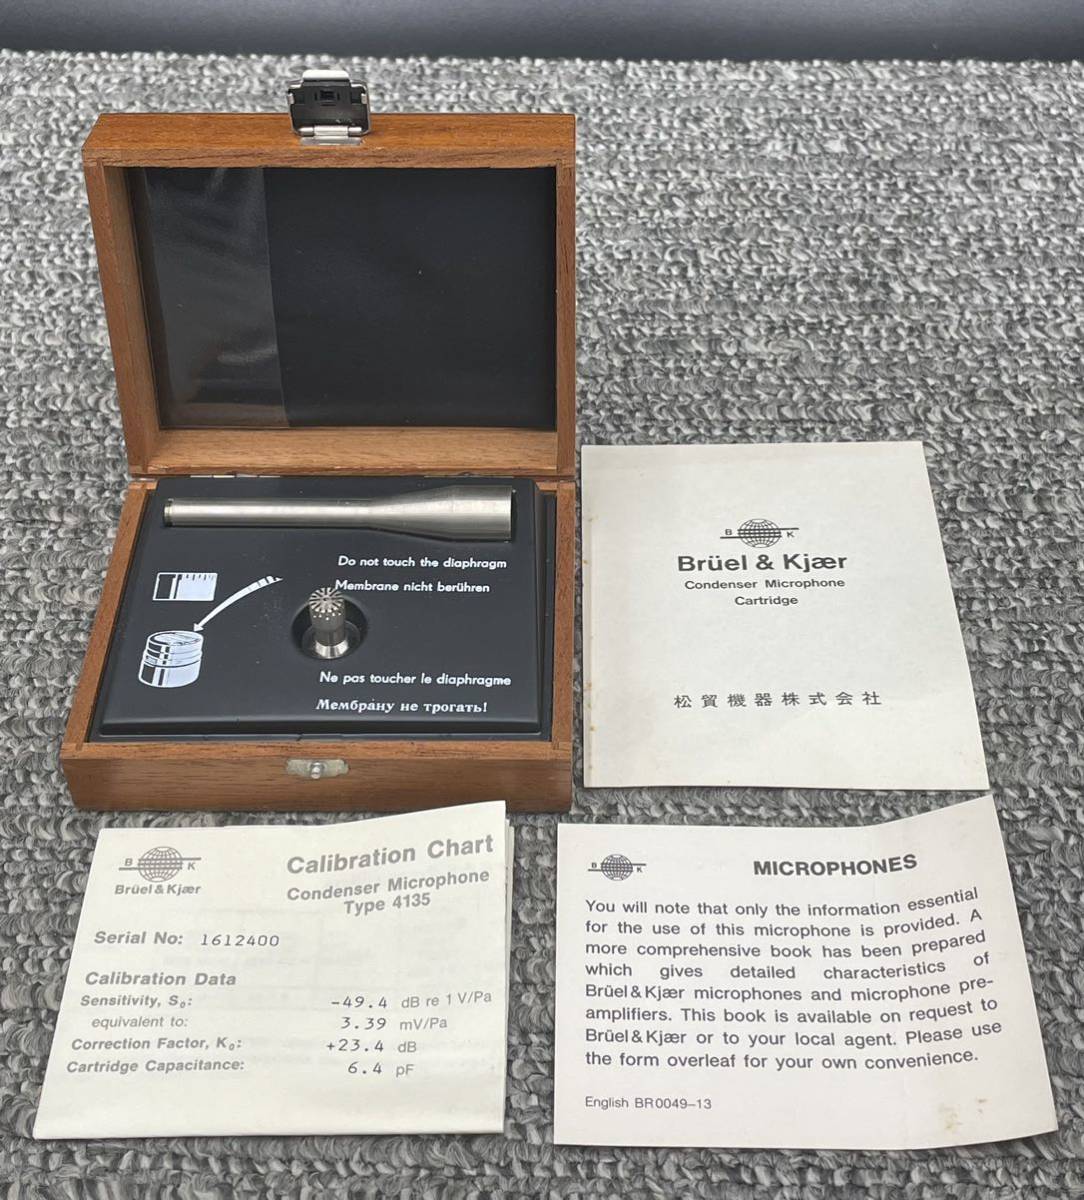 Do not touch the diaphragm
Membrane nicht berühren
Ne pas toucher le diaphragme
Мембрану не трогать!
B K
Brüel & Kjær
Condenser Microphone
Cartridge
松貿機器株式会社
B K
Brüel & Kjær
Calibration Chart
Condenser Microphone
Type 4135
Serial No: 1612400
Calibration Data
Sensitivity, S₀: -49.4 dB re 1 V/Pa
equivalent to: 3.39 mV/Pa
Correction Factor, K₀: +23.4 dB
Cartridge Capacitance: 6.4 pF
B K
MICROPHONES
You will note that only the information essential
for the use of this microphone is provided. A
more comprehensive book has been prepared
which gives detailed characteristics of
Brüel & Kjær microphones and microphone pre-
amplifiers. This book is available on request to
Brüel & Kjær or to your local agent. Please use
the form overleaf for your own convenience.
English BR0049–13